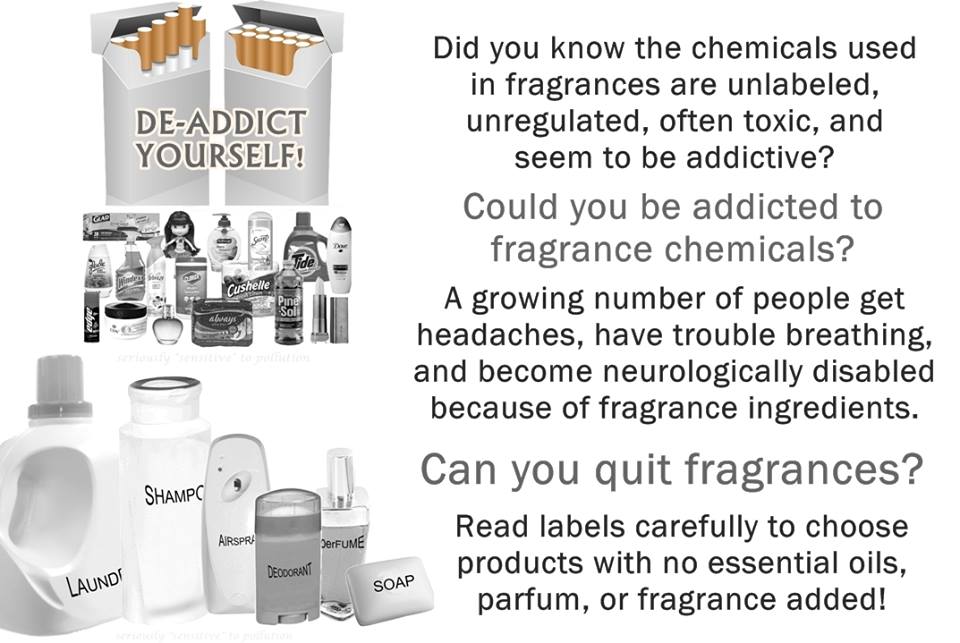 DE-ADDICT
YOURSELF!
GLAD
Windex
Tide
Dove
Cushelle
Pine
Sol
always
seriously "sensitive" to pollution
LAUND
SHAMPO
AIRSPRA
DEODORANT
PerFUME
SOAP
seriously "sensitive" to pollution
Did you know the chemicals used
in fragrances are unlabeled,
unregulated, often toxic, and
seem to be addictive?
Could you be addicted to
fragrance chemicals?
A growing number of people get
headaches, have trouble breathing,
and become neurologically disabled
because of fragrance ingredients.
Can you quit fragrances?
Read labels carefully to choose
products with no essential oils,
parfum, or fragrance added!